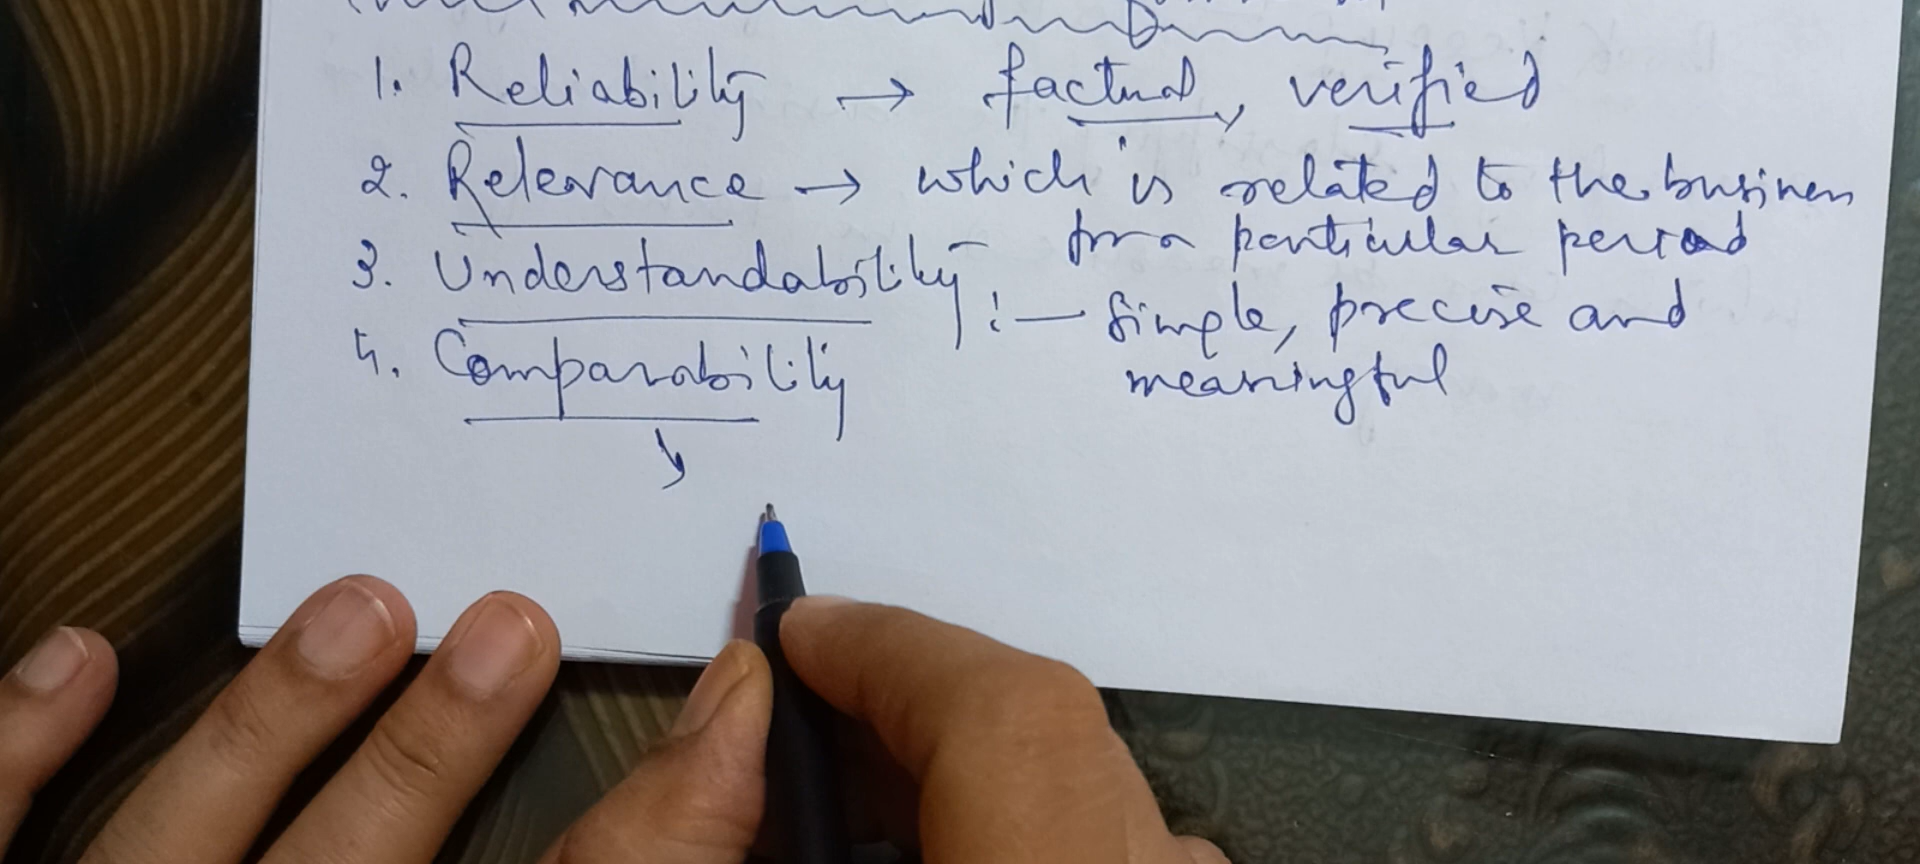 1. Reliability → factual, verified
2. Relevance → which is related to the business
for a particular period
3. Understandability :— Simple, precise and
meaningful
4. Comparability